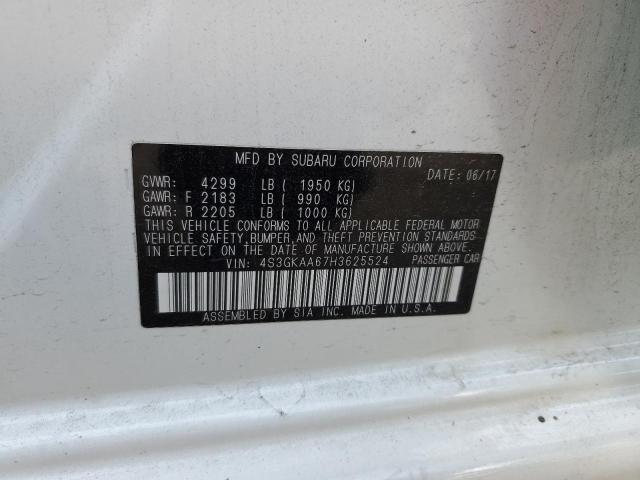 MFD BY SUBARU CORPORATION
DATE: 06/17
GVWR: 4299 LB ( 1950 KG)
GAWR: F 2183 LB ( 990 KG)
GAWR: R 2205 LB ( 1000 KG)
THIS VEHICLE CONFORMS TO ALL APPLICABLE FEDERAL MOTOR
VEHICLE SAFETY, BUMPER, AND THEFT PREVENTION STANDARDS
IN EFFECT ON THE DATE OF MANUFACTURE SHOWN ABOVE.
VIN: 4S3GKAA67H3625524 PASSENGER CAR
ASSEMBLED BY SIA INC. MADE IN U.S.A.